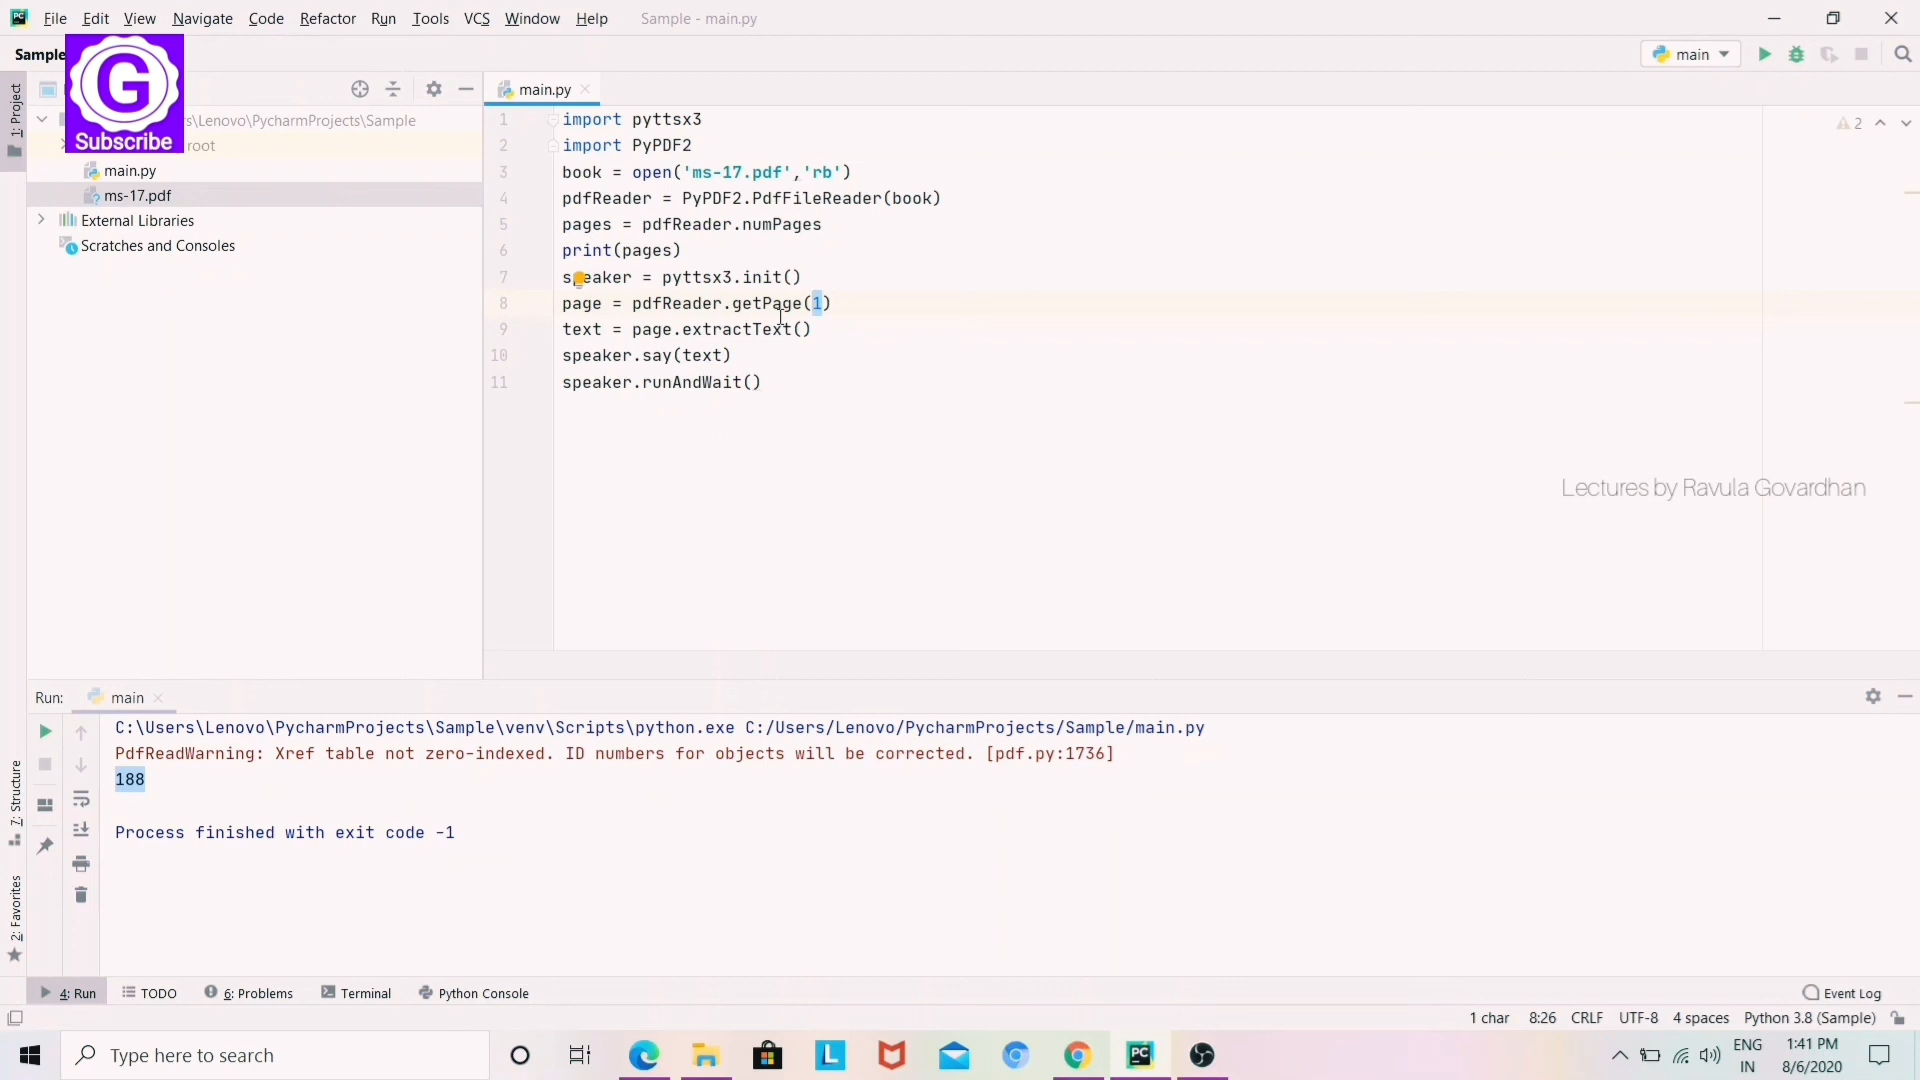 File Edit View Navigate Code Refactor Run Tools VCS Window Help Sample - main.py
Sample
main
G
Subscribe
1: Project
rs\Lenovo\PycharmProjects\Sample
root
main.py
ms-17.pdf
External Libraries
Scratches and Consoles
main.py
2
1 import pyttsx3
2 import PyPDF2
3 book = open('ms-17.pdf','rb')
4 pdfReader = PyPDF2.PdfFileReader(book)
5 pages = pdfReader.numPages
6 print(pages)
7 speaker = pyttsx3.init()
8 page = pdfReader.getPage(1)
9 text = page.extractText()
10 speaker.say(text)
11 speaker.runAndWait()
Lectures by Ravula Govardhan
Run: main
C:\Users\Lenovo\PycharmProjects\Sample\venv\Scripts\python.exe C:/Users/Lenovo/PycharmProjects/Sample/main.py
PdfReadWarning: Xref table not zero-indexed. ID numbers for objects will be corrected. [pdf.py:1736]
188
Process finished with exit code -1
7: Structure
2: Favorites
4: Run TODO 6: Problems Terminal Python Console Event Log
1 char 8:26 CRLF UTF-8 4 spaces Python 3.8 (Sample)
Type here to search
L
PC
ENG
IN
1:41 PM
8/6/2020